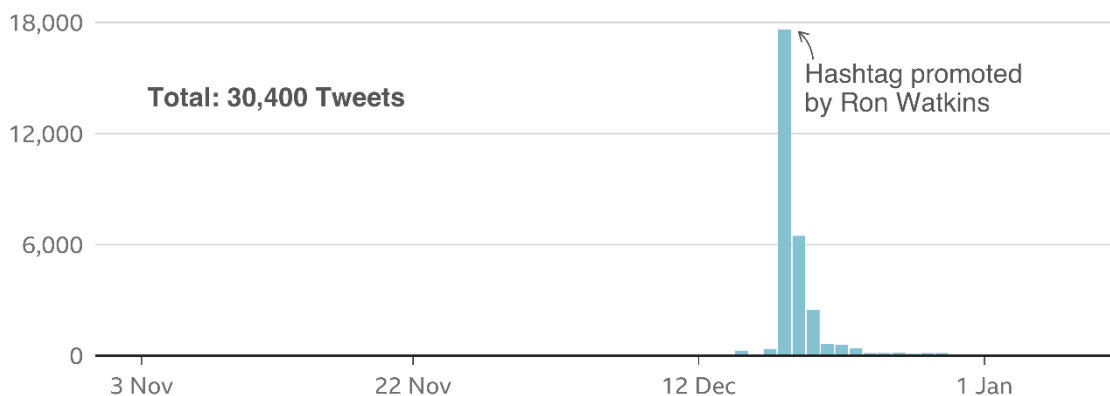 18,000
Total: 30,400 Tweets
Hashtag promoted
by Ron Watkins
12,000
6,000
0
3 Nov
22 Nov
12 Dec
1 Jan